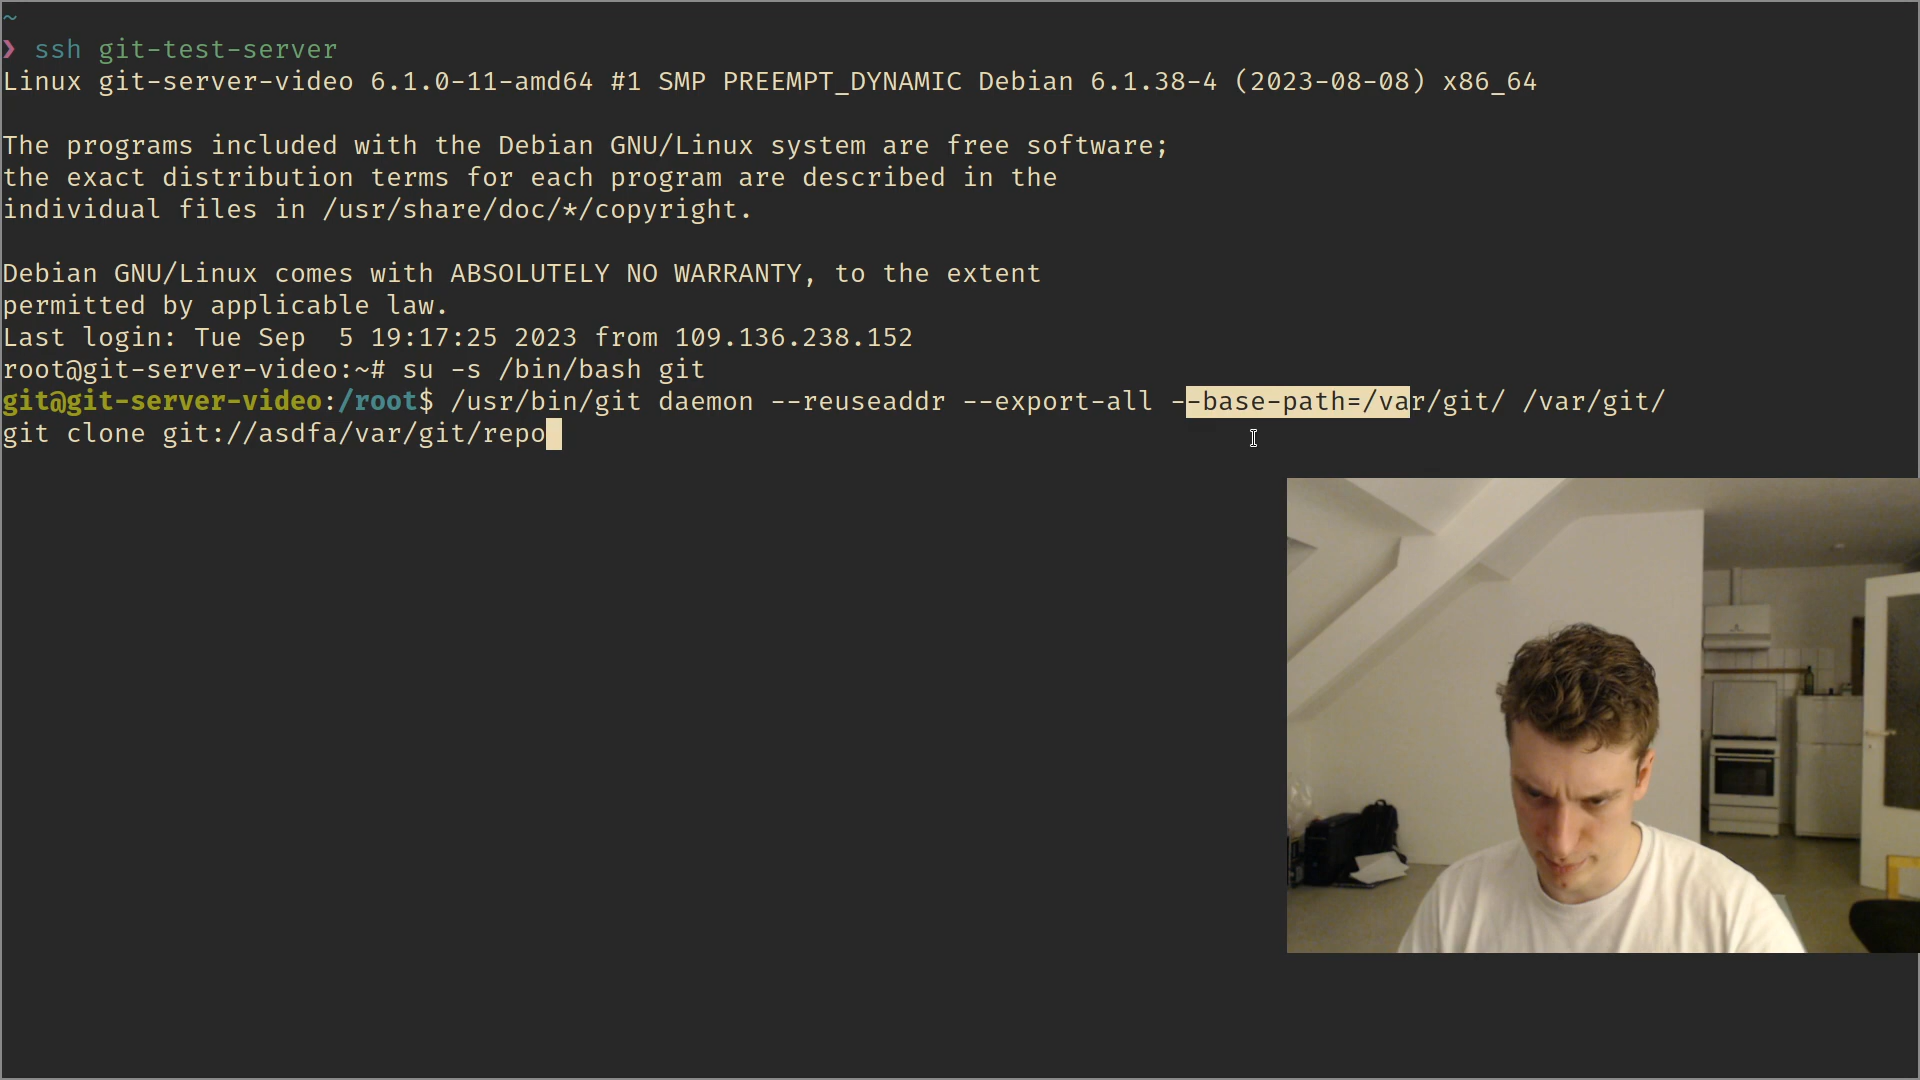 ~
❯ ssh git-test-server
Linux git-server-video 6.1.0-11-amd64 #1 SMP PREEMPT_DYNAMIC Debian 6.1.38-4 (2023-08-08) x86_64
The programs included with the Debian GNU/Linux system are free software;
the exact distribution terms for each program are described in the
individual files in /usr/share/doc/*/copyright.
Debian GNU/Linux comes with ABSOLUTELY NO WARRANTY, to the extent
permitted by applicable law.
Last login: Tue Sep  5 19:17:25 2023 from 109.136.238.152
root@git-server-video:~# su -s /bin/bash git
git@git-server-video:/root$ /usr/bin/git daemon --reuseaddr --export-all --base-path=/var/git/ /var/git/
git clone git://asdfa/var/git/repo